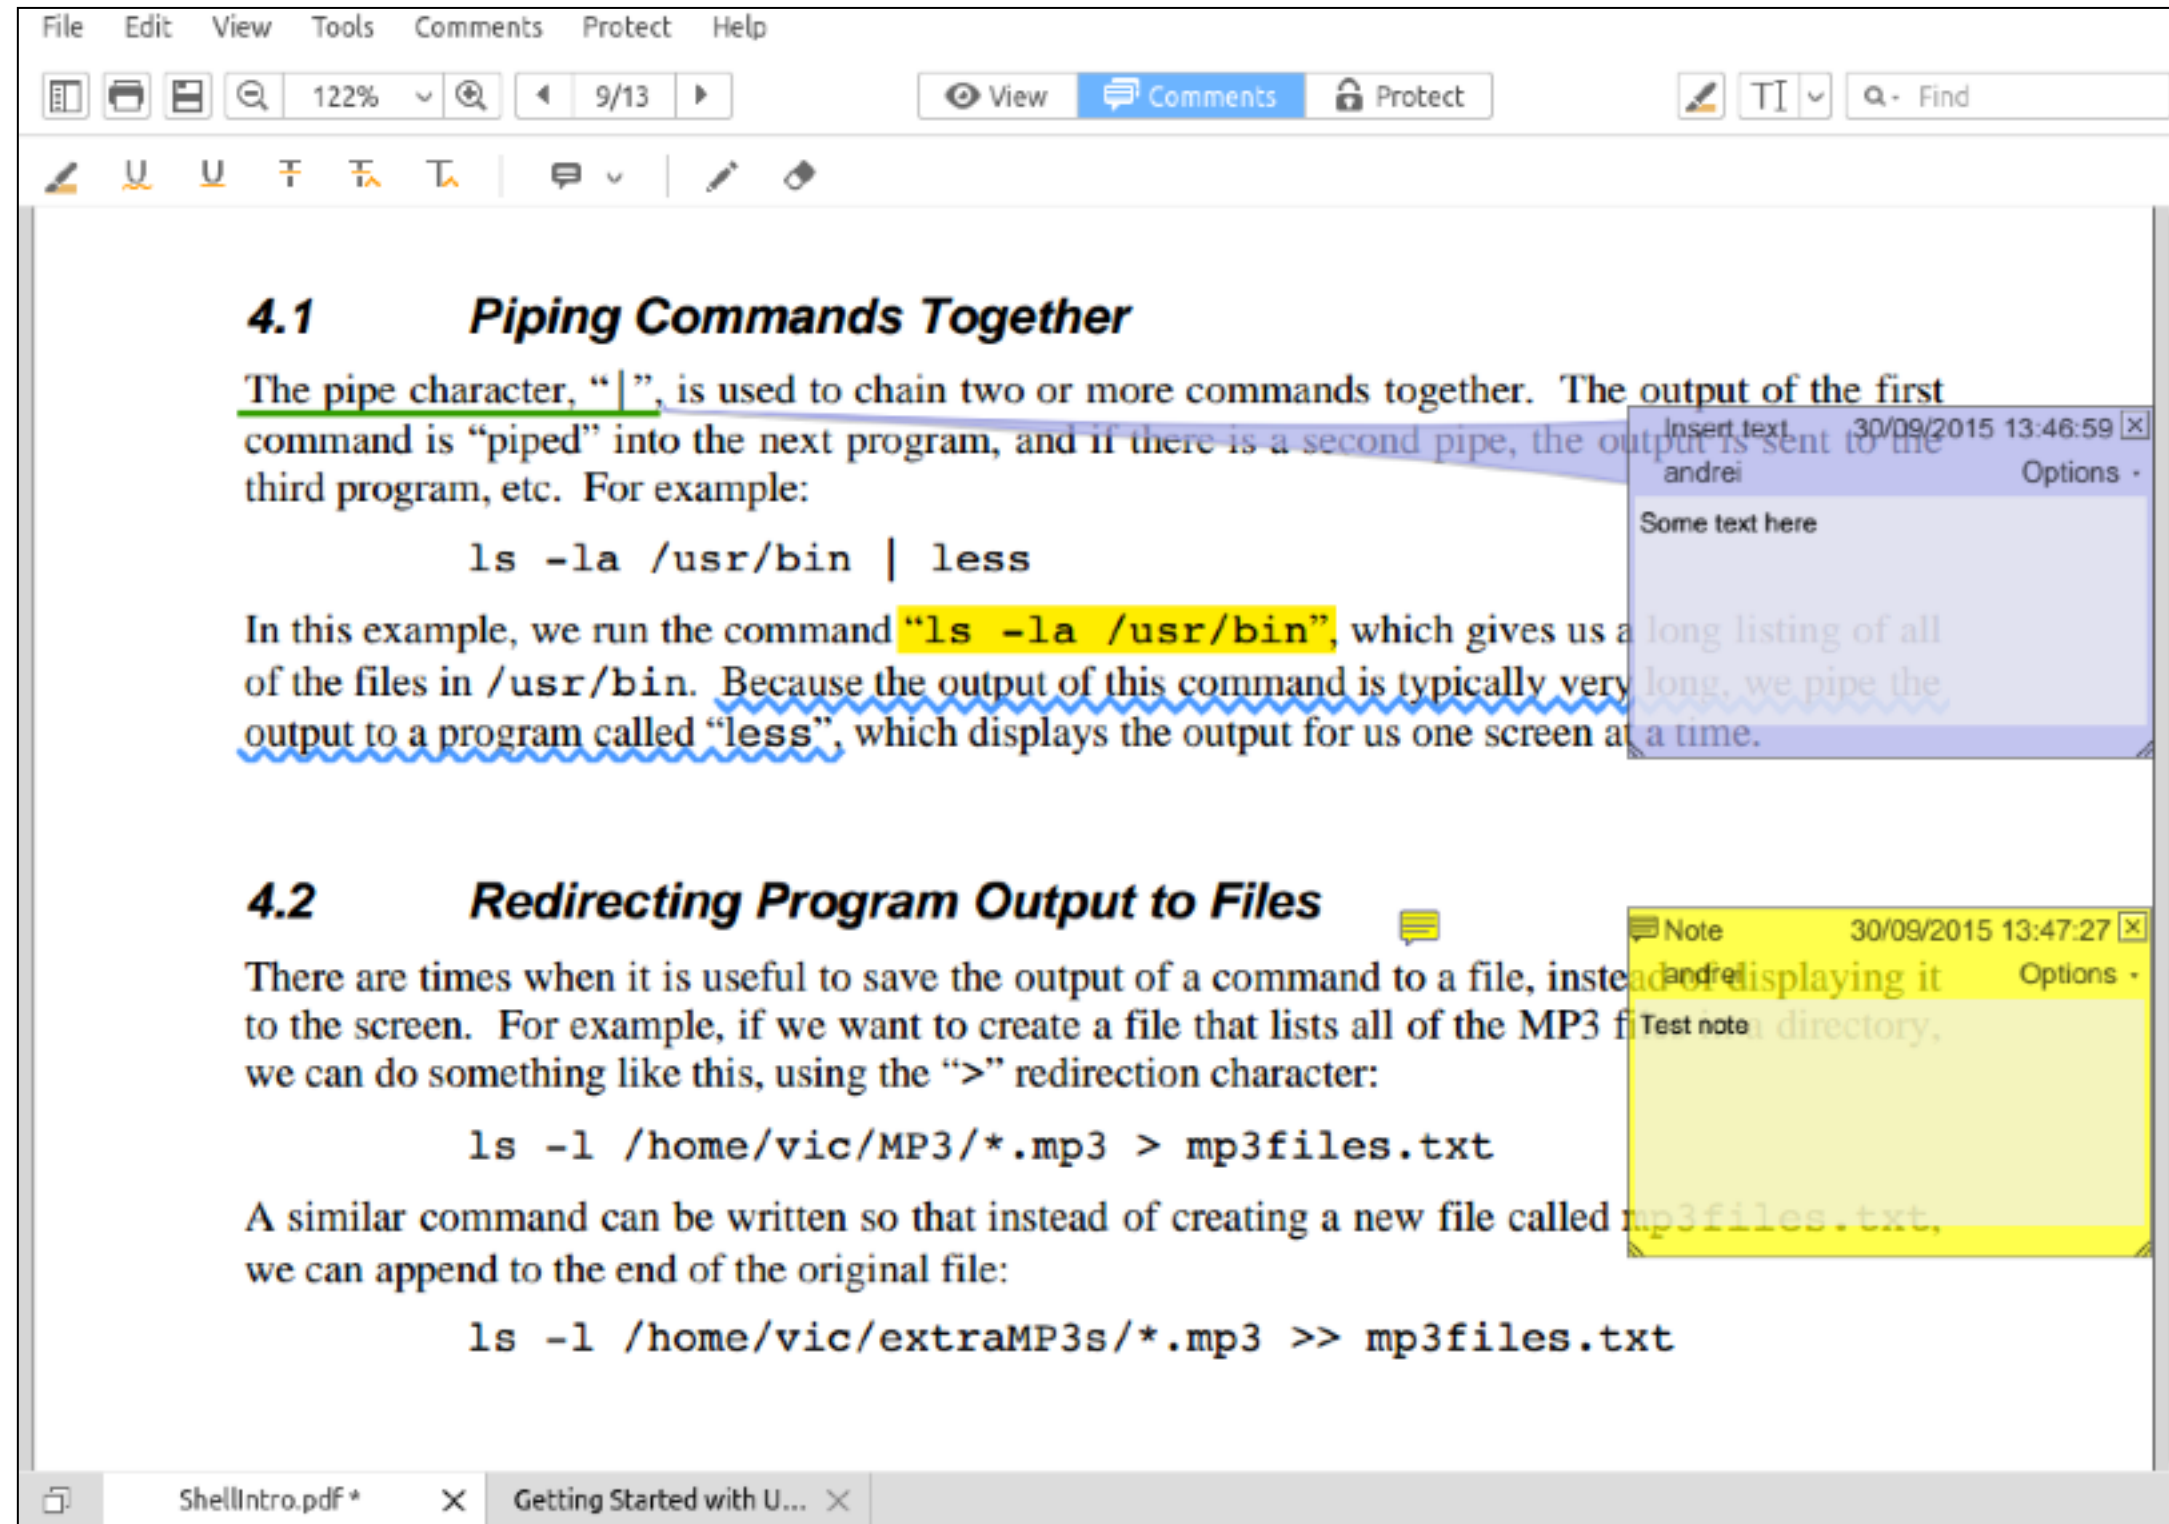 File Edit View Tools Comments Protect Help
122% 9/13 View Comments Protect TI Find
U U T T T
4.1 Piping Commands Together
The pipe character, “|”, is used to chain two or more commands together. The output of the first
command is “piped” into the next program, and if there is a second pipe, the output is sent to the
third program, etc. For example:
ls -la /usr/bin | less
In this example, we run the command “ls -la /usr/bin”, which gives us a long listing of all
of the files in /usr/bin. Because the output of this command is typically very long, we pipe the
output to a program called “less”, which displays the output for us one screen at a time.
Insert text 30/09/2015 13:46:59
andrei Options
Some text here
4.2 Redirecting Program Output to Files
There are times when it is useful to save the output of a command to a file, instead of displaying it
to the screen. For example, if we want to create a file that lists all of the MP3 files in a directory,
we can do something like this, using the “>” redirection character:
ls -l /home/vic/MP3/*.mp3 > mp3files.txt
A similar command can be written so that instead of creating a new file called mp3files.txt,
we can append to the end of the original file:
ls -l /home/vic/extraMP3s/*.mp3 >> mp3files.txt
Note 30/09/2015 13:47:27
andrei Options
Test note
ShellIntro.pdf * Getting Started with U...